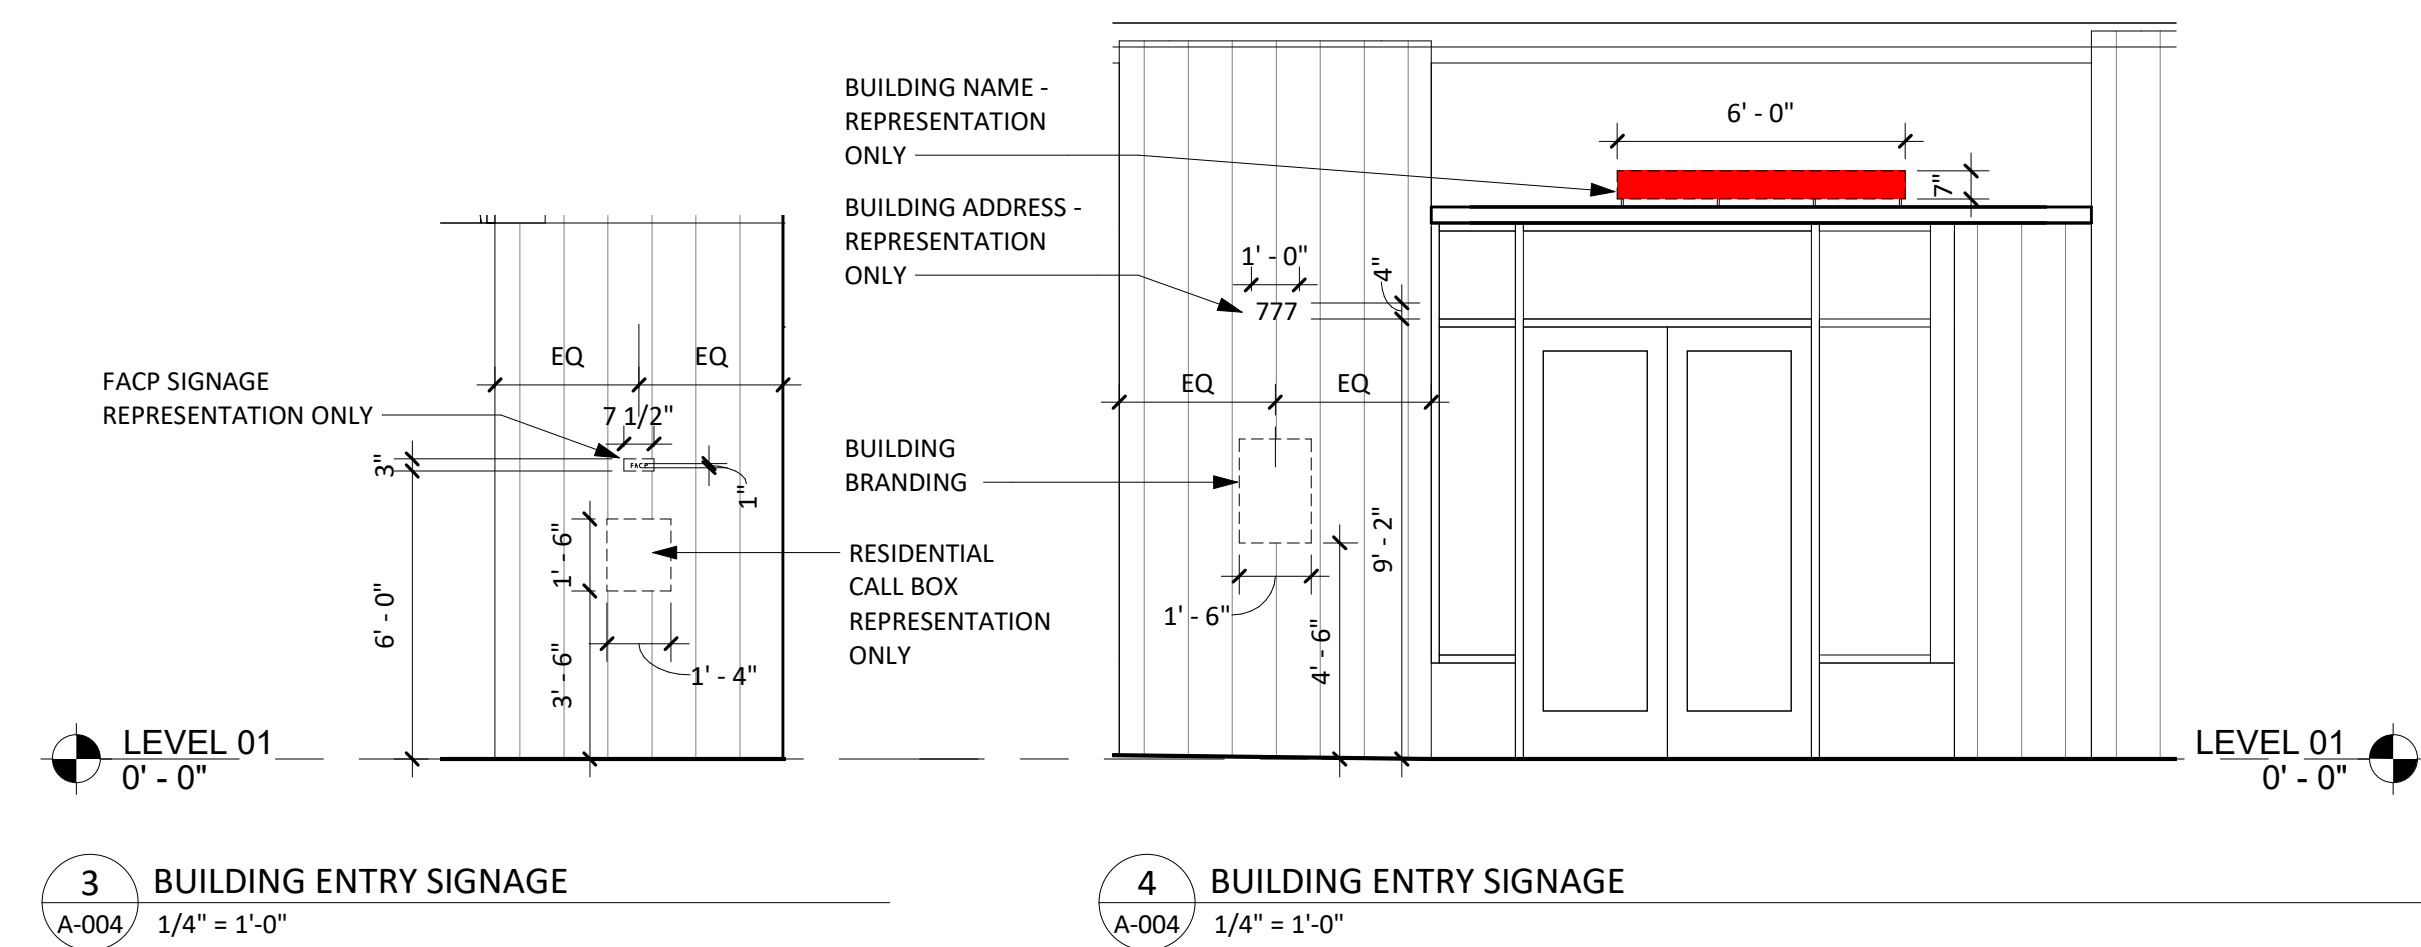 BUILDING NAME -
REPRESENTATION
ONLY
6' - 0"
7"
BUILDING ADDRESS -
REPRESENTATION
ONLY
1' - 0"
4"
777
EQ
EQ
FACP SIGNAGE
REPRESENTATION ONLY
7 1/2"
3"
FACP
1"
EQ
EQ
BUILDING
BRANDING
1' - 6"
9' - 2"
RESIDENTIAL
CALL BOX
REPRESENTATION
ONLY
6' - 0"
3' - 6"
1' - 4"
1' - 6"
4' - 6"
LEVEL 01
0' - 0"
LEVEL 01
0' - 0"
3
BUILDING ENTRY SIGNAGE
A-004
1/4" = 1'-0"
4
BUILDING ENTRY SIGNAGE
A-004
1/4" = 1'-0"